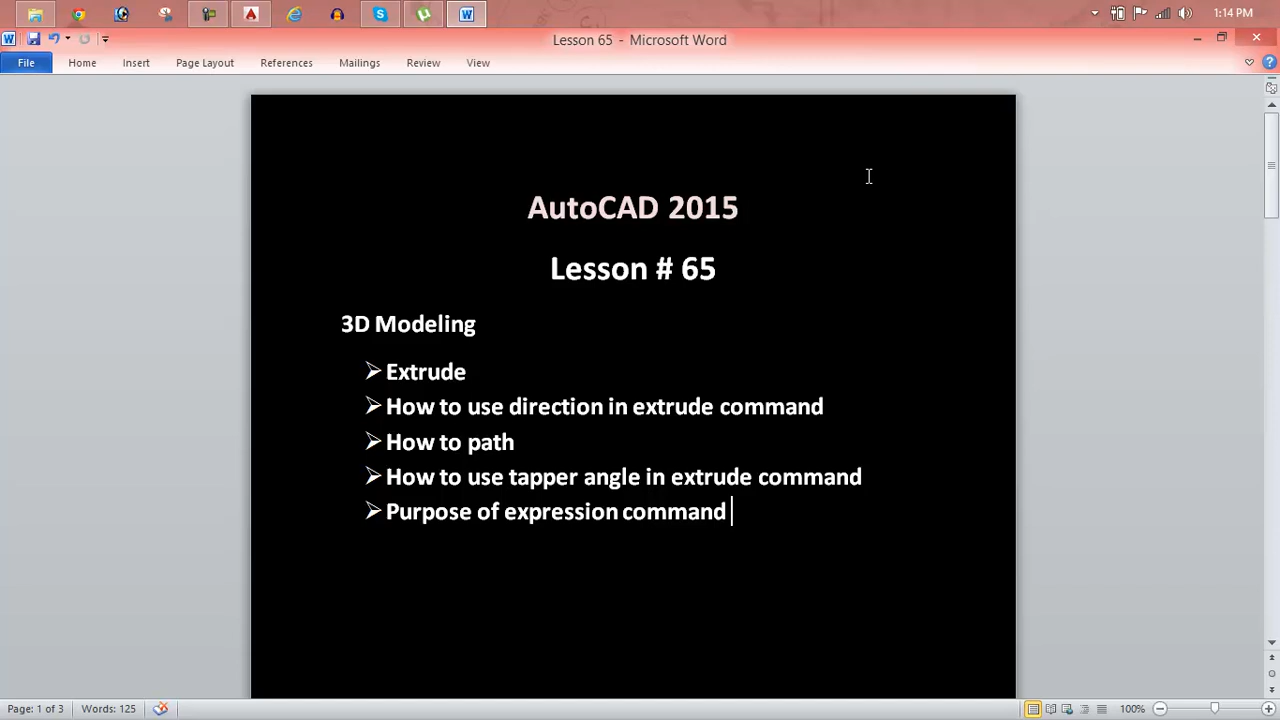 1:14 PM
Lesson 65 - Microsoft Word
File Home Insert Page Layout References Mailings Review View
AutoCAD 2015
Lesson # 65
3D Modeling
Extrude
How to use direction in extrude command
How to path
How to use tapper angle in extrude command
Purpose of expression command
Page: 1 of 3 Words: 125 100%